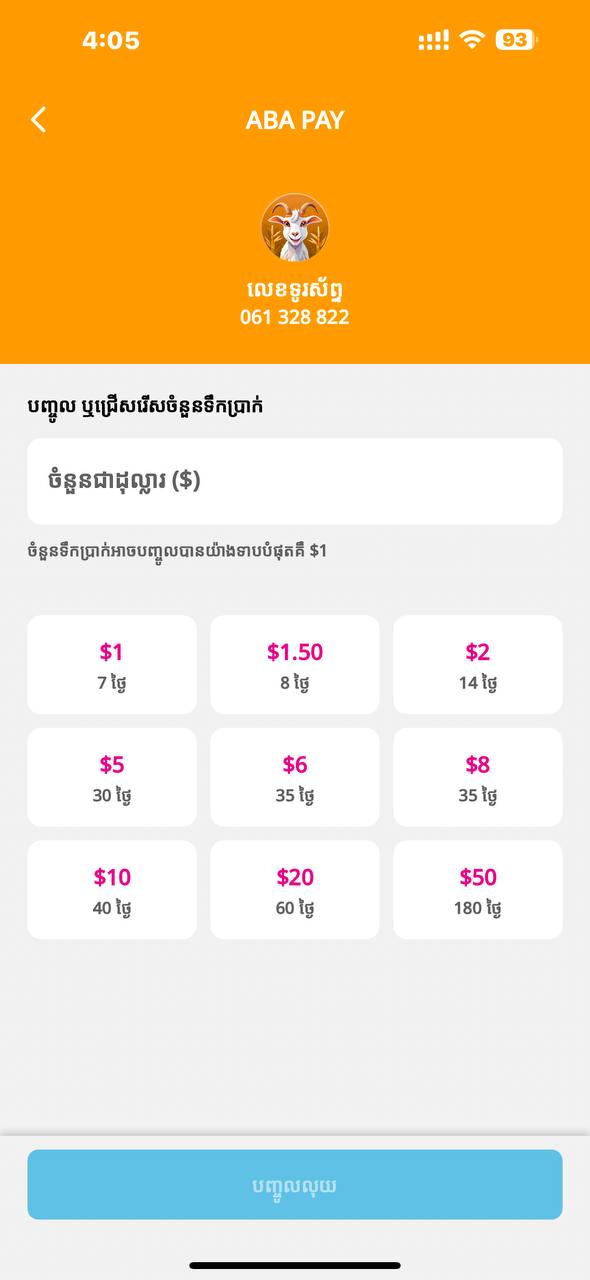 4:05
93
ABA PAY
លេខទូរស័ព្ទ
061 328 822
បញ្ចូល ឬជ្រើសរើសចំនួនទឹកប្រាក់
ចំនួនជាដុល្លារ ($)
ចំនួនទឹកប្រាក់អាចបញ្ចូលបានយ៉ាងទាបបំផុតគឺ $1
$1
7 ថ្ងៃ
$1.50
8 ថ្ងៃ
$2
14 ថ្ងៃ
$5
30 ថ្ងៃ
$6
35 ថ្ងៃ
$8
35 ថ្ងៃ
$10
40 ថ្ងៃ
$20
60 ថ្ងៃ
$50
180 ថ្ងៃ
បញ្ចូលលុយ